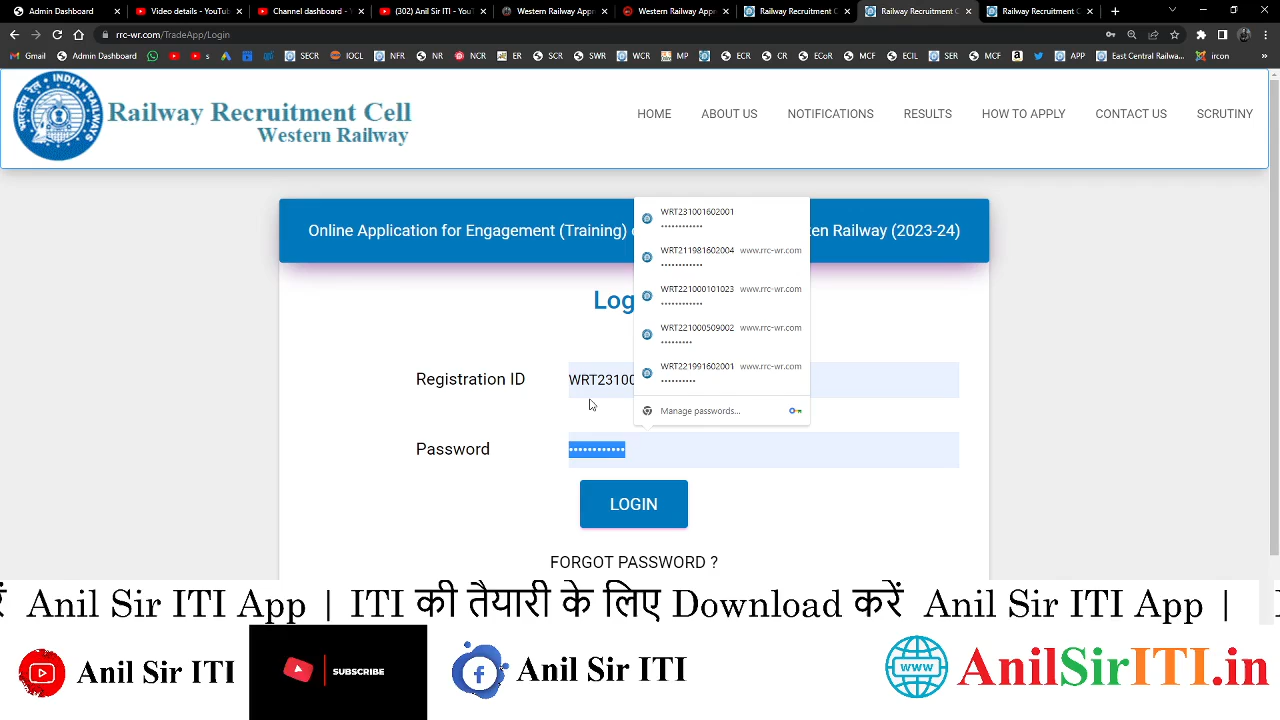 Admin Dashboard
Video details - YouTub
Channel dashboard - Y
(302) Anil Sir ITI - YouT
Western Railway Appr
Western Railway Appre
Railway Recruitment C
Railway Recruitment C
Railway Recruitment C
rrc-wr.com/TradeApp/Login
Gmail Admin Dashboard s SECR IOCL NFR NR NCR ER SCR SWR WCR MP ECR CR ECoR MCF ECIL SER MCF APP East Central Railwa... ircon
INDIAN RAILWAYS
भारतीय रेल
Railway Recruitment Cell
Western Railway
HOME ABOUT US NOTIFICATIONS RESULTS HOW TO APPLY CONTACT US SCRUTINY
Online Application for Engagement (Training)
ten Railway (2023-24)
WRT231001602001
WRT211981602004 www.rrc-wr.com
WRT221000101023 www.rrc-wr.com
WRT221000509002 www.rrc-wr.com
WRT221991602001 www.rrc-wr.com
Manage passwords...
Log
Registration ID WRT23100
Password
LOGIN
FORGOT PASSWORD ?
रें Anil Sir ITI App | ITI की तैयारी के लिए Download करें Anil Sir ITI App |
Anil Sir ITI
SUBSCRIBE
Anil Sir ITI
WWW
AnilSirITI.in